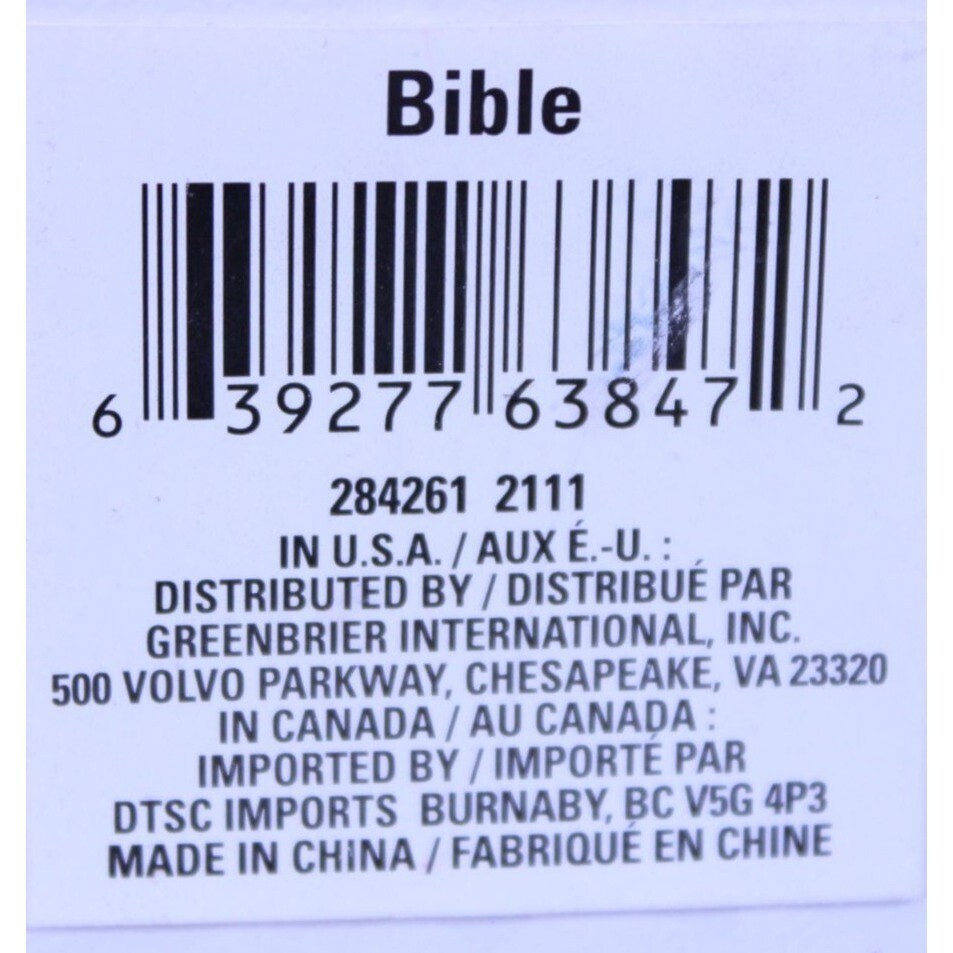 Bible
6 39277 63847 2
284261 2111
IN U.S.A. / AUX É.-U. :
DISTRIBUTED BY / DISTRIBUÉ PAR
GREENBRIER INTERNATIONAL, INC.
500 VOLVO PARKWAY, CHESAPEAKE, VA 23320
IN CANADA / AU CANADA :
IMPORTED BY / IMPORTÉ PAR
DTSC IMPORTS BURNABY, BC V5G 4P3
MADE IN CHINA / FABRIQUÉ EN CHINE